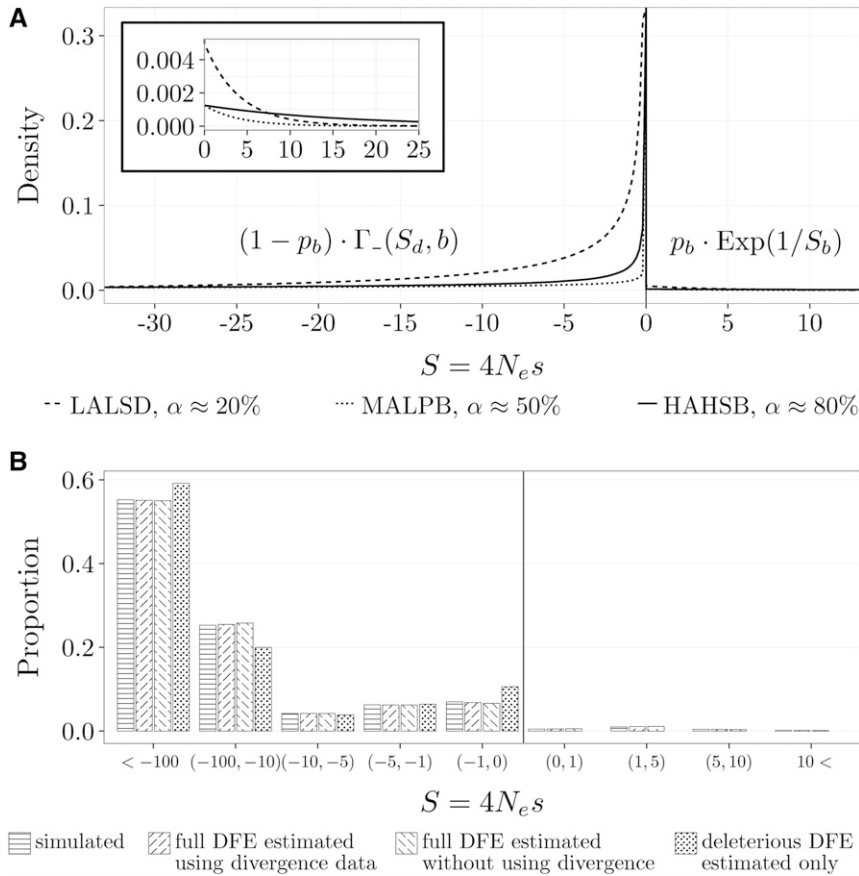 A
0.3
0.2
0.1
0.0
Density
0.004
0.002
0.000
0 5 10 15 20 25
(1 − p_b) · Γ₋(S_d, b)
p_b · Exp(1/S_b)
-30 -25 -20 -15 -10 -5 0 5 10
S = 4N_e s
LALSD, α ≈ 20% MALPB, α ≈ 50% HAHSB, α ≈ 80%
B
0.6
0.4
0.2
0.0
Proportion
< −100 (−100, −10) (−10, −5) (−5, −1) (−1, 0) (0, 1) (1, 5) (5, 10) 10 <
S = 4N_e s
simulated
full DFE estimated
using divergence data
full DFE estimated
without using divergence
deleterious DFE
estimated only